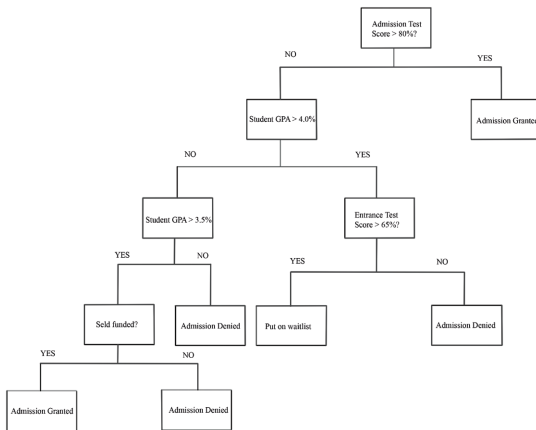 Admission Test
Score > 80%?
NO
YES
Student GPA > 4.0%
Admission Granted
NO
YES
Student GPA > 3.5%
Entrance Test
Score > 65%?
YES
NO
YES
NO
Seld funded?
Admission Denied
Put on waitlist
Admission Denied
YES
NO
Admission Granted
Admission Denied